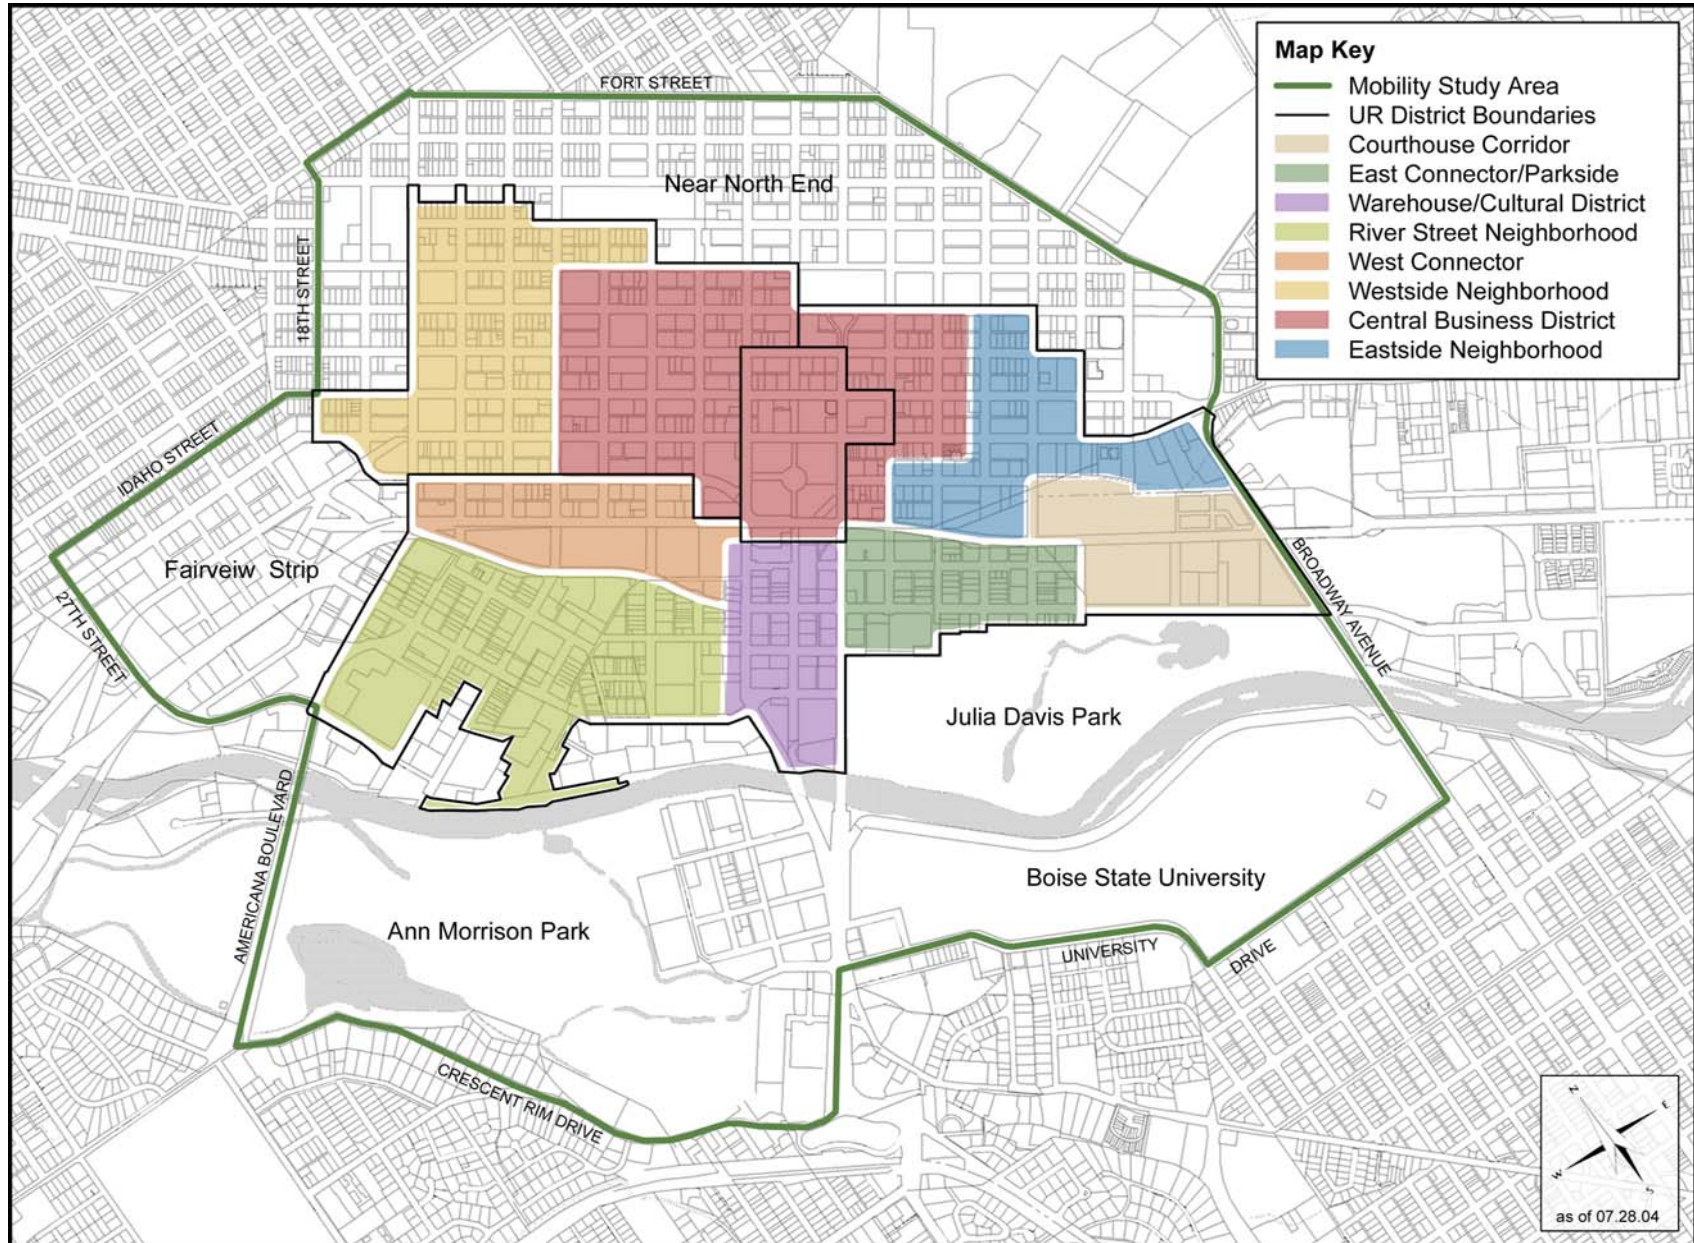 Map Key
Mobility Study Area
UR District Boundaries
Courthouse Corridor
East Connector/Parkside
Warehouse/Cultural District
River Street Neighborhood
West Connector
Westside Neighborhood
Central Business District
Eastside Neighborhood
FORT STREET
Near North End
18TH STREET
IDAHO STREET
Fairveiw Strip
27TH STREET
BROADWAY AVENUE
Julia Davis Park
AMERICANA BOULEVARD
Boise State University
Ann Morrison Park
UNIVERSITY
DRIVE
CRESCENT RIM DRIVE
N
E
W
S
as of 07.28.04